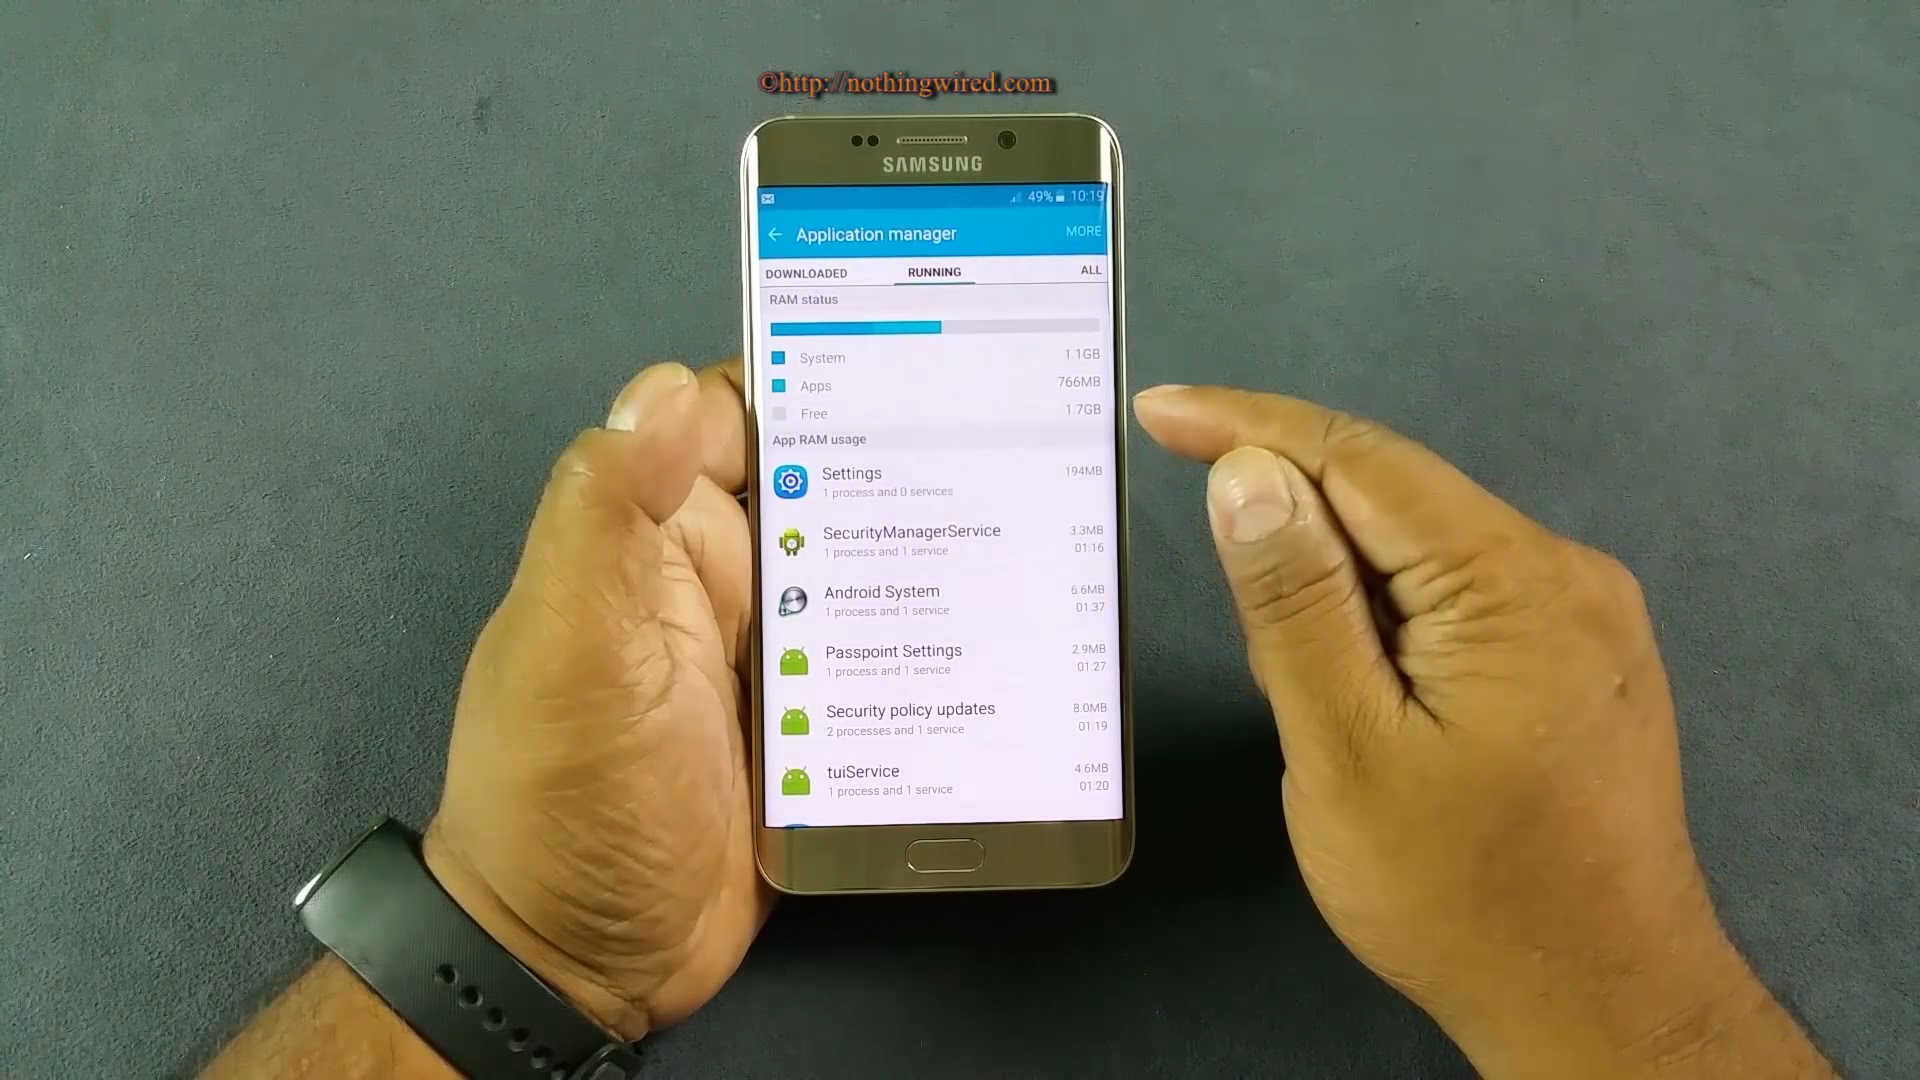 ©http://nothingwired.com
SAMSUNG
49% 10:19
Application manager MORE
DOWNLOADED RUNNING ALL
RAM status
System 1.1GB
Apps 766MB
Free 1.7GB
App RAM usage
Settings 194MB
1 process and 0 services
SecurityManagerService 3.3MB
1 process and 1 service 01:16
Android System 6.6MB
1 process and 1 service 01:37
Passpoint Settings 2.9MB
1 process and 1 service 01:27
Security policy updates 8.0MB
2 processes and 1 service 01:19
tuiService 4.6MB
1 process and 1 service 01:20